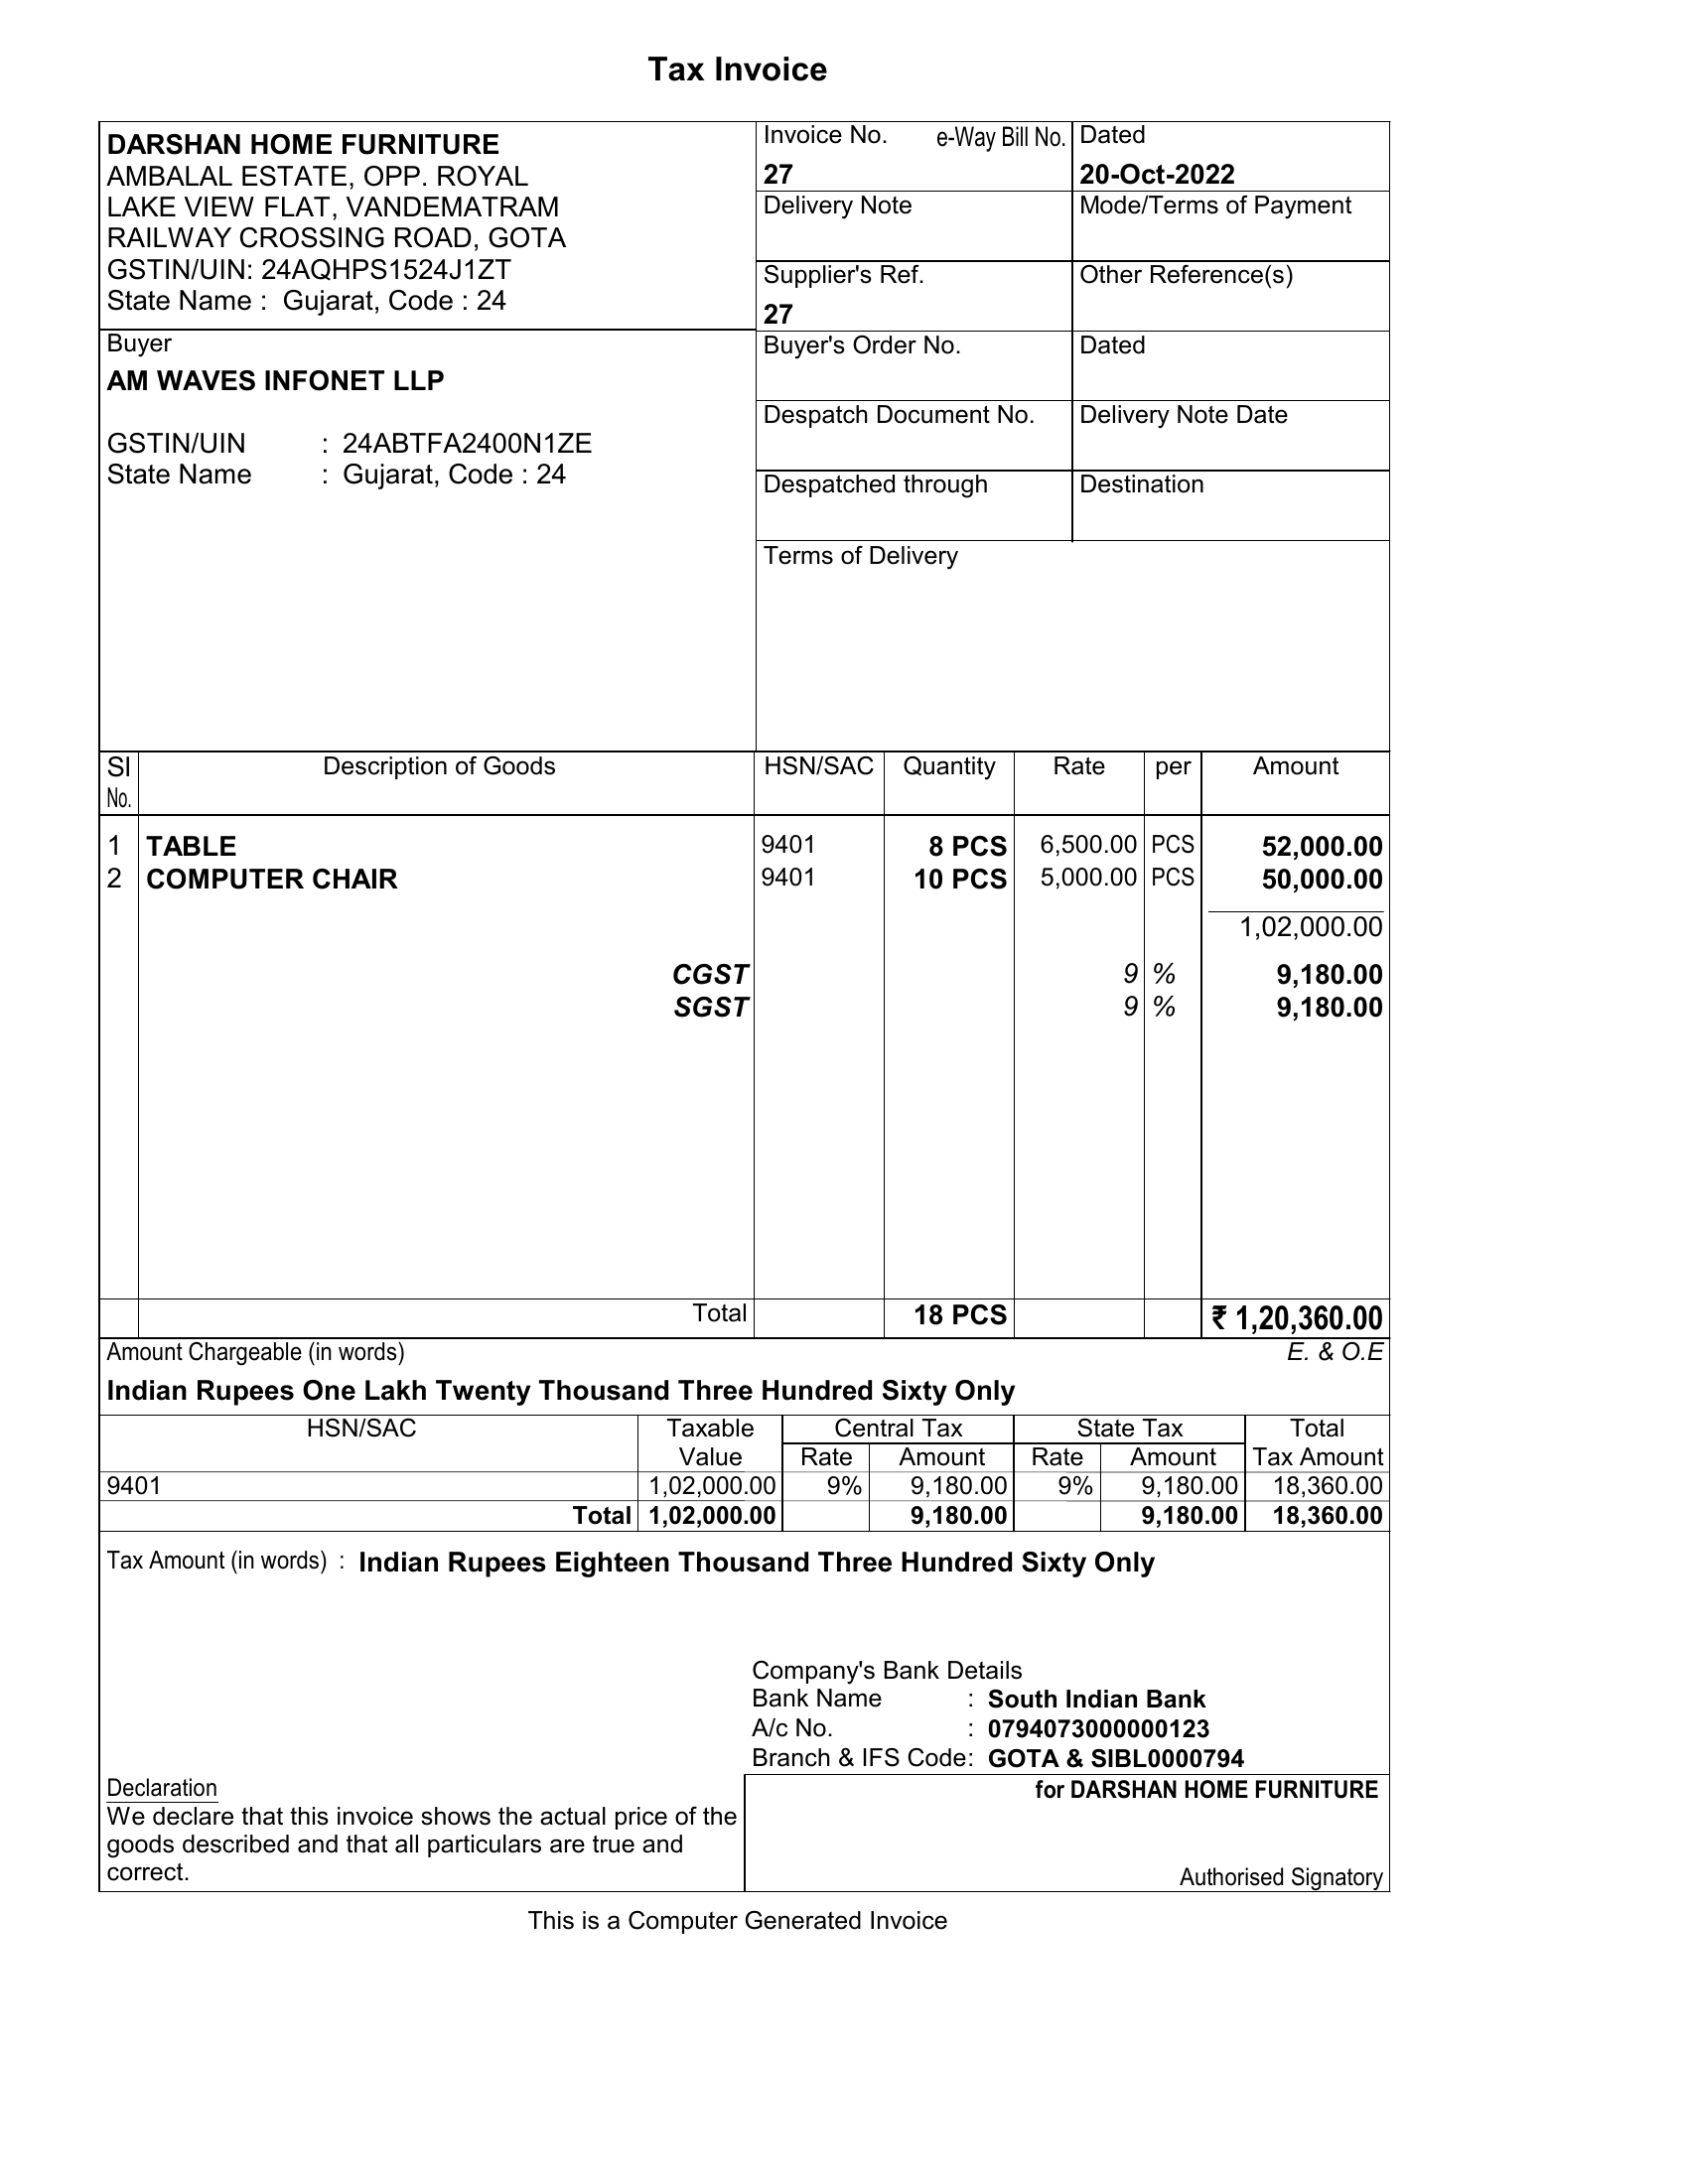 Tax Invoice
DARSHAN HOME FURNITURE
AMBALAL ESTATE, OPP. ROYAL
LAKE VIEW FLAT, VANDEMATRAM
RAILWAY CROSSING ROAD, GOTA
GSTIN/UIN: 24AQHPS1524J1ZT
State Name : Gujarat, Code : 24
Invoice No. e-Way Bill No. Dated
27 20-Oct-2022
Delivery Note Mode/Terms of Payment
Supplier's Ref. Other Reference(s)
27
Buyer
AM WAVES INFONET LLP
GSTIN/UIN : 24ABTFA2400N1ZE
State Name : Gujarat, Code : 24
Buyer's Order No. Dated
Despatch Document No. Delivery Note Date
Despatched through Destination
Terms of Delivery
Sl No. Description of Goods HSN/SAC Quantity Rate per Amount
1 TABLE 9401 8 PCS 6,500.00 PCS 52,000.00
2 COMPUTER CHAIR 9401 10 PCS 5,000.00 PCS 50,000.00
1,02,000.00
CGST 9 % 9,180.00
SGST 9 % 9,180.00
Total 18 PCS ₹ 1,20,360.00
Amount Chargeable (in words) E. & O.E
Indian Rupees One Lakh Twenty Thousand Three Hundred Sixty Only
HSN/SAC Taxable Central Tax State Tax Total
Value Rate Amount Rate Amount Tax Amount
9401 1,02,000.00 9% 9,180.00 9% 9,180.00 18,360.00
Total 1,02,000.00 9,180.00 9,180.00 18,360.00
Tax Amount (in words) : Indian Rupees Eighteen Thousand Three Hundred Sixty Only
Company's Bank Details
Bank Name : South Indian Bank
A/c No. : 0794073000000123
Branch & IFS Code: GOTA & SIBL0000794
Declaration
We declare that this invoice shows the actual price of the
goods described and that all particulars are true and
correct.
for DARSHAN HOME FURNITURE
Authorised Signatory
This is a Computer Generated Invoice